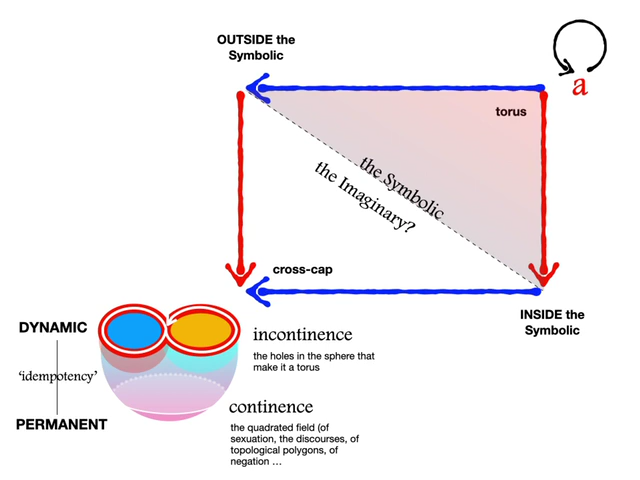 OUTSIDE the
Symbolic
a
torus
the Symbolic
the Imaginary?
cross-cap
INSIDE the
Symbolic
DYNAMIC
'idempotency'
PERMANENT
incontinence
the holes in the sphere that
make it a torus
continence
the quadrated field (of
sexuation, the discourses, of
topological polygons, of
negation …